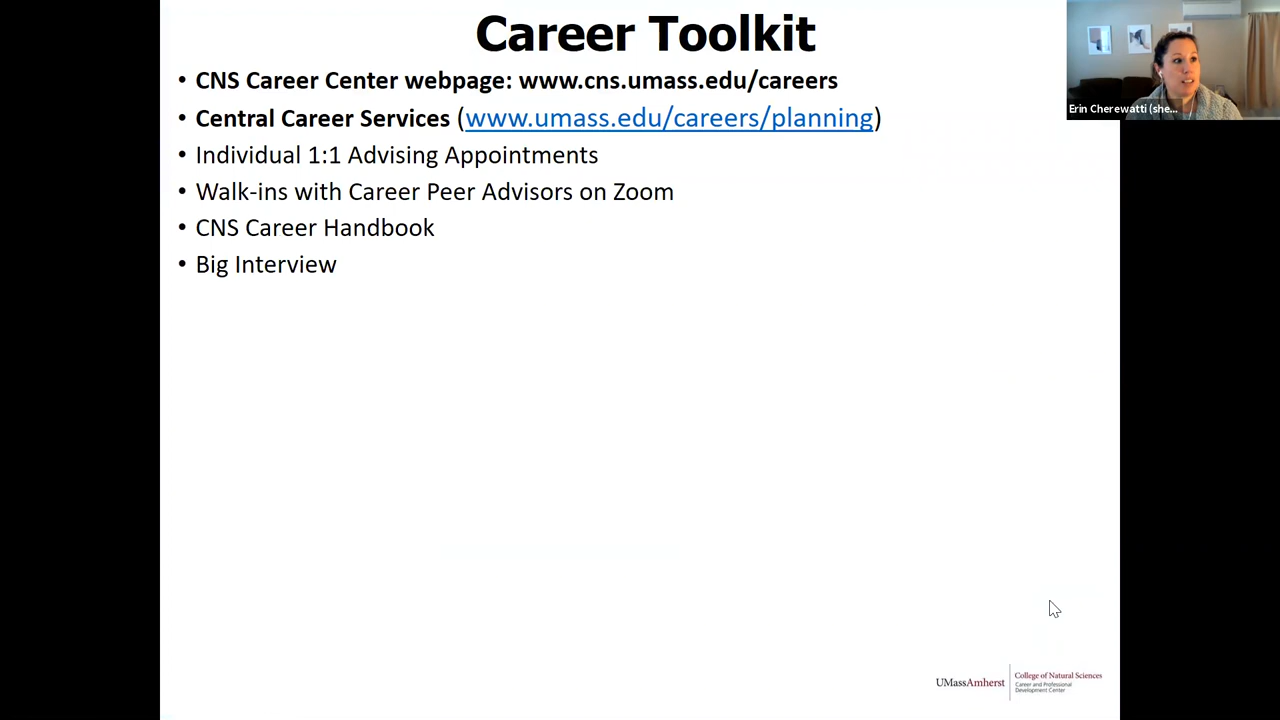 Career Toolkit
• CNS Career Center webpage: www.cns.umass.edu/careers
• Central Career Services (www.umass.edu/careers/planning)
• Individual 1:1 Advising Appointments
• Walk-ins with Career Peer Advisors on Zoom
• CNS Career Handbook
• Big Interview
Erin Cherewatti (she...
UMassAmherst
College of Natural Sciences
Career and Professional
Development Center